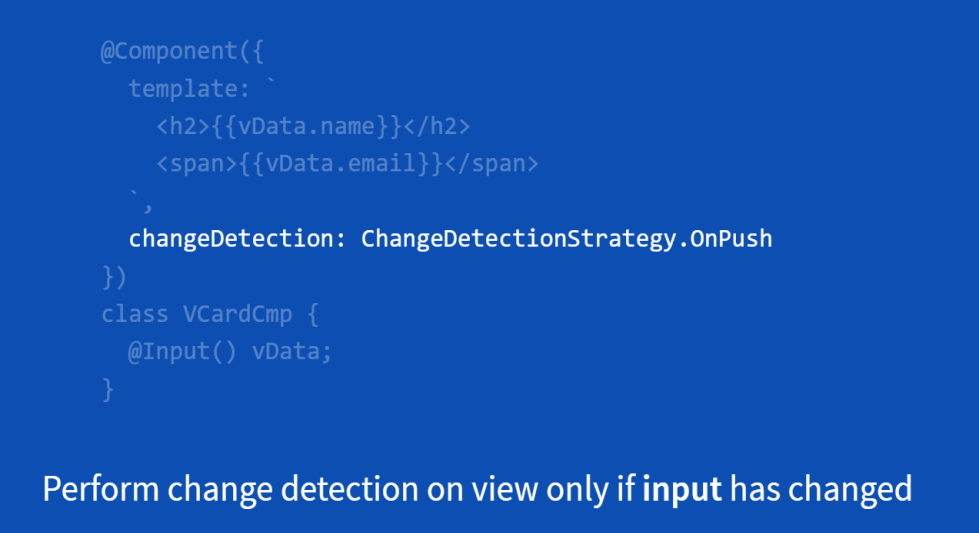 @Component({
  template: `
    <h2>{{vData.name}}</h2>
    <span>{{vData.email}}</span>
  `,
  changeDetection: ChangeDetectionStrategy.OnPush
})
class VCardCmp {
  @Input() vData;
}
Perform change detection on view only if input has changed